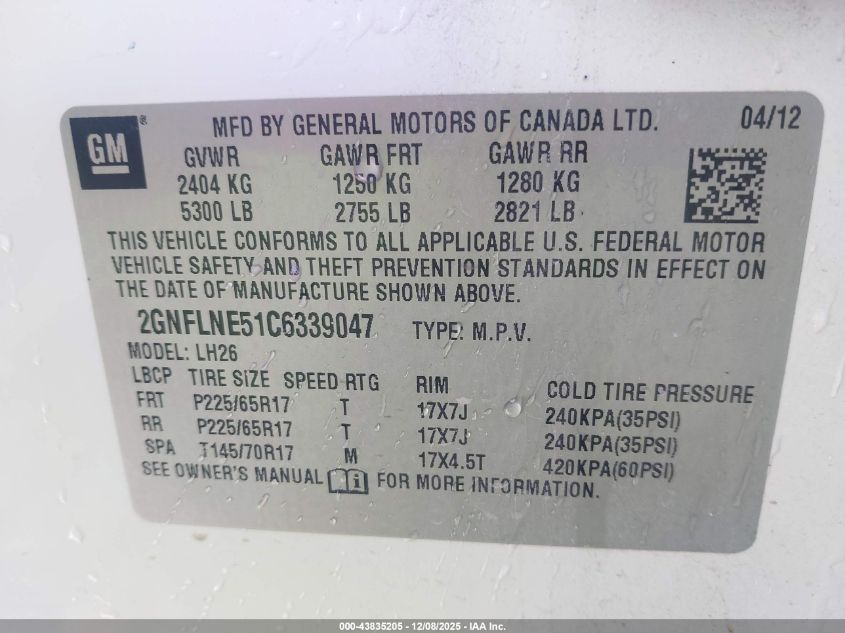 GM®
MFD BY GENERAL MOTORS OF CANADA LTD. 04/12
GVWR GAWR FRT GAWR RR
2404 KG 1250 KG 1280 KG
5300 LB 2755 LB 2821 LB
THIS VEHICLE CONFORMS TO ALL APPLICABLE U.S. FEDERAL MOTOR
VEHICLE SAFETY AND THEFT PREVENTION STANDARDS IN EFFECT ON
THE DATE OF MANUFACTURE SHOWN ABOVE.
2GNFLNE51C6339047 TYPE: M.P.V.
MODEL: LH26
LBCP TIRE SIZE SPEED RTG RIM COLD TIRE PRESSURE
FRT P225/65R17 T 17X7J 240KPA(35PSI)
RR P225/65R17 T 17X7J 240KPA(35PSI)
SPA T145/70R17 M 17X4.5T 420KPA(60PSI)
SEE OWNER'S MANUAL FOR MORE INFORMATION.
000-43835205 - 12/08/2025 - IAA Inc.